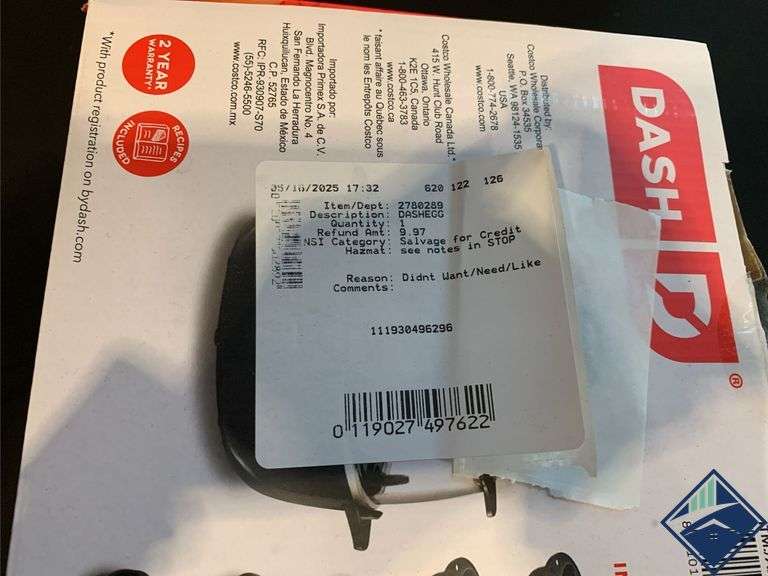 2 YEAR
WARRANTY*
RECIPES
INCLUDED
*With product registration on bydash.com
Importado por:
Importadora Primex S.A. de C.V.
Blvd. Magnocentro No. 4
San Fernando La Herradura
Huixquilucan, Estado de México
C.P. 52765
RFC: IPR-930907-S70
(55)-5246-5500
www.costco.com.mx
Costco Wholesale Canada Ltd.*
415 W. Hunt Club Road
Ottawa, Ontario
K2E 1C5, Canada
1-800-463-3783
www.costco.ca
* faisant affaire au Québec sous
le nom les Entrepôts Costco
Distributed by:
Costco Wholesale Corpora
P.O. Box 34535
Seattle, WA 98124-1535
USA
1-800-774-2678
www.costco.
DASH
D
®
05/16/2025 17:32 620 122 126
Item/Dept: 2780289
Description: DASHEGG
Quantity: 1
Refund Amt: 9.97
NSI Category: Salvage for Credit
Hazmat: see notes in STOP
Reason: Didnt Want/Need/Like
Comments:
111930496296
0 119027 497622